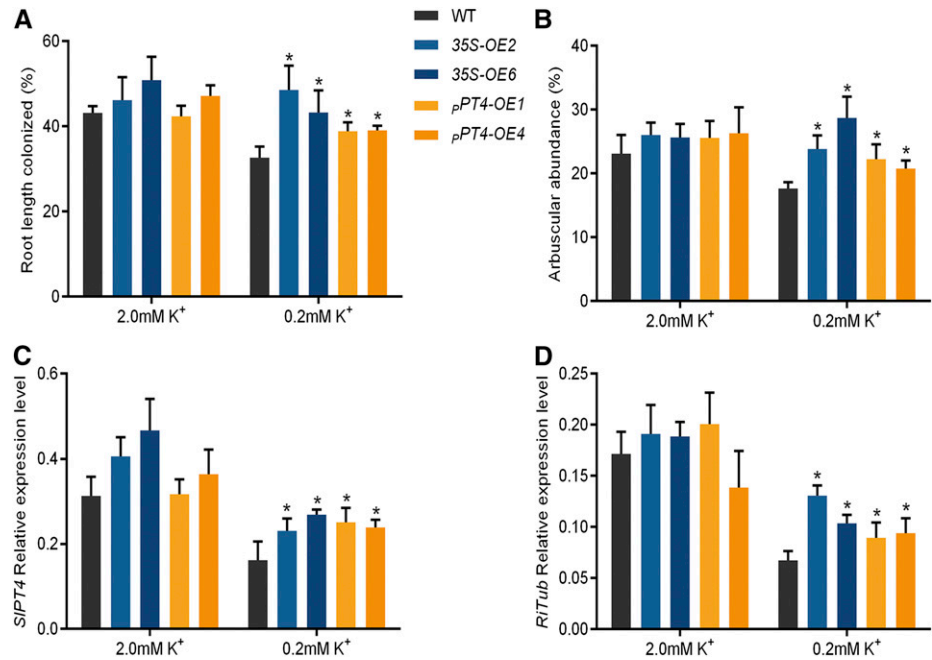 A
WT
35S-OE2
35S-OE6
pPT4-OE1
pPT4-OE4
B
Root length colonized (%)
60
40
20
0
* * * *
2.0mM K+
0.2mM K+
Arbuscular abundance (%)
40
30
20
10
0
* * * *
2.0mM K+
0.2mM K+
C
SlPT4 Relative expression level
0.6
0.4
0.2
0.0
* * * *
2.0mM K+
0.2mM K+
D
RiTub Relative expression level
0.25
0.20
0.15
0.10
0.05
0.00
* * * *
2.0mM K+
0.2mM K+